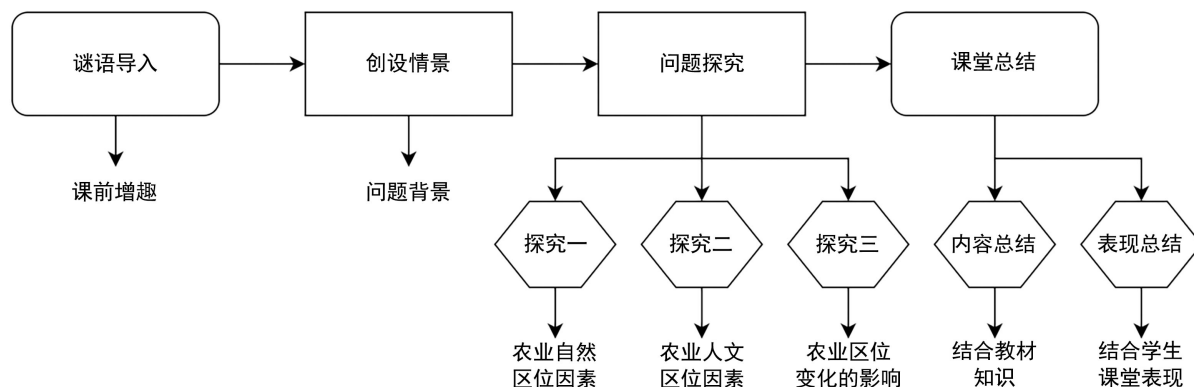 谜语导入
创设情景
问题探究
课堂总结
课前增趣
问题背景
探究一
探究二
探究三
内容总结
表现总结
农业自然
区位因素
农业人文
区位因素
农业区位
变化的影响
结合教材
知识
结合学生
课堂表现